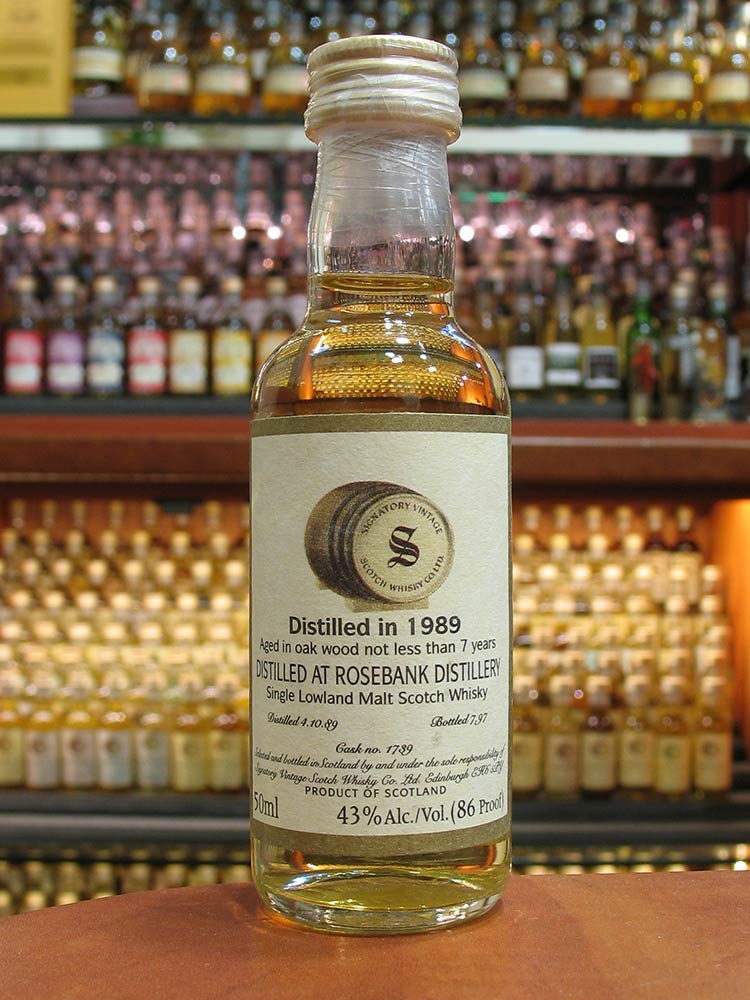 SIGNATORY VINTAGE
S
SCOTCH WHISKY CO. LTD.
Distilled in 1989
Aged in oak wood not less than 7 years
DISTILLED AT ROSEBANK DISTILLERY
Single Lowland Malt Scotch Whisky
Distilled 4.10.89 Bottled 7.97
Cask no. 1739
Selected and bottled in Scotland by and under the sole responsibility of
Signatory Vintage Scotch Whisky Co. Ltd. Edinburgh EH6
PRODUCT OF SCOTLAND
50ml 43% Alc./Vol. (86 Proof)